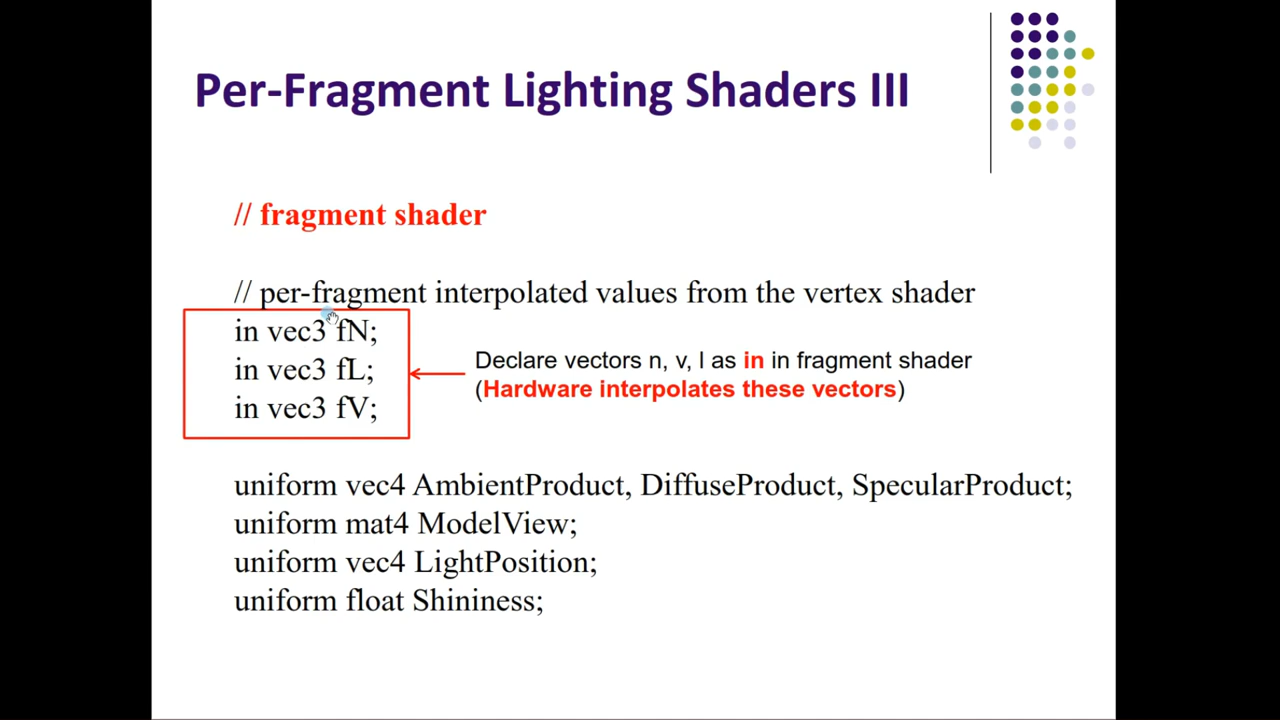 Per-Fragment Lighting Shaders III
// fragment shader
// per-fragment interpolated values from the vertex shader
in vec3 fN;
in vec3 fL;
in vec3 fV;
Declare vectors n, v, l as in in fragment shader
(Hardware interpolates these vectors)
uniform vec4 AmbientProduct, DiffuseProduct, SpecularProduct;
uniform mat4 ModelView;
uniform vec4 LightPosition;
uniform float Shininess;